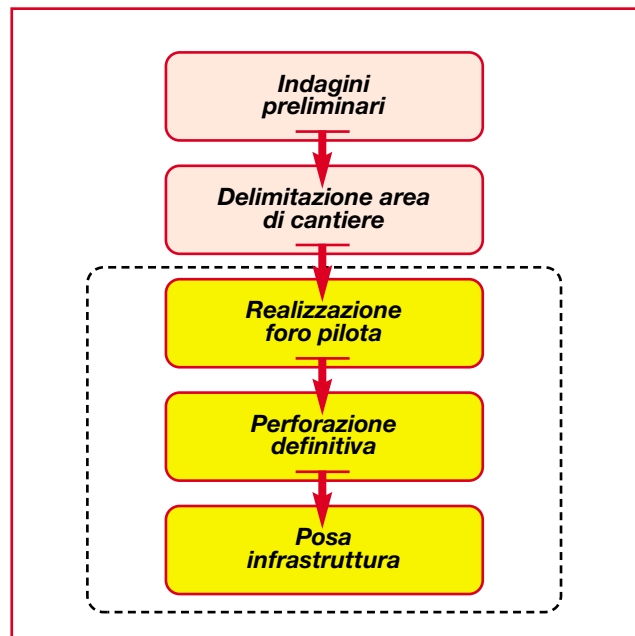 Indagini
preliminari
Delimitazione area
di cantiere
Realizzazione
foro pilota
Perforazione
definitiva
Posa
infrastruttura